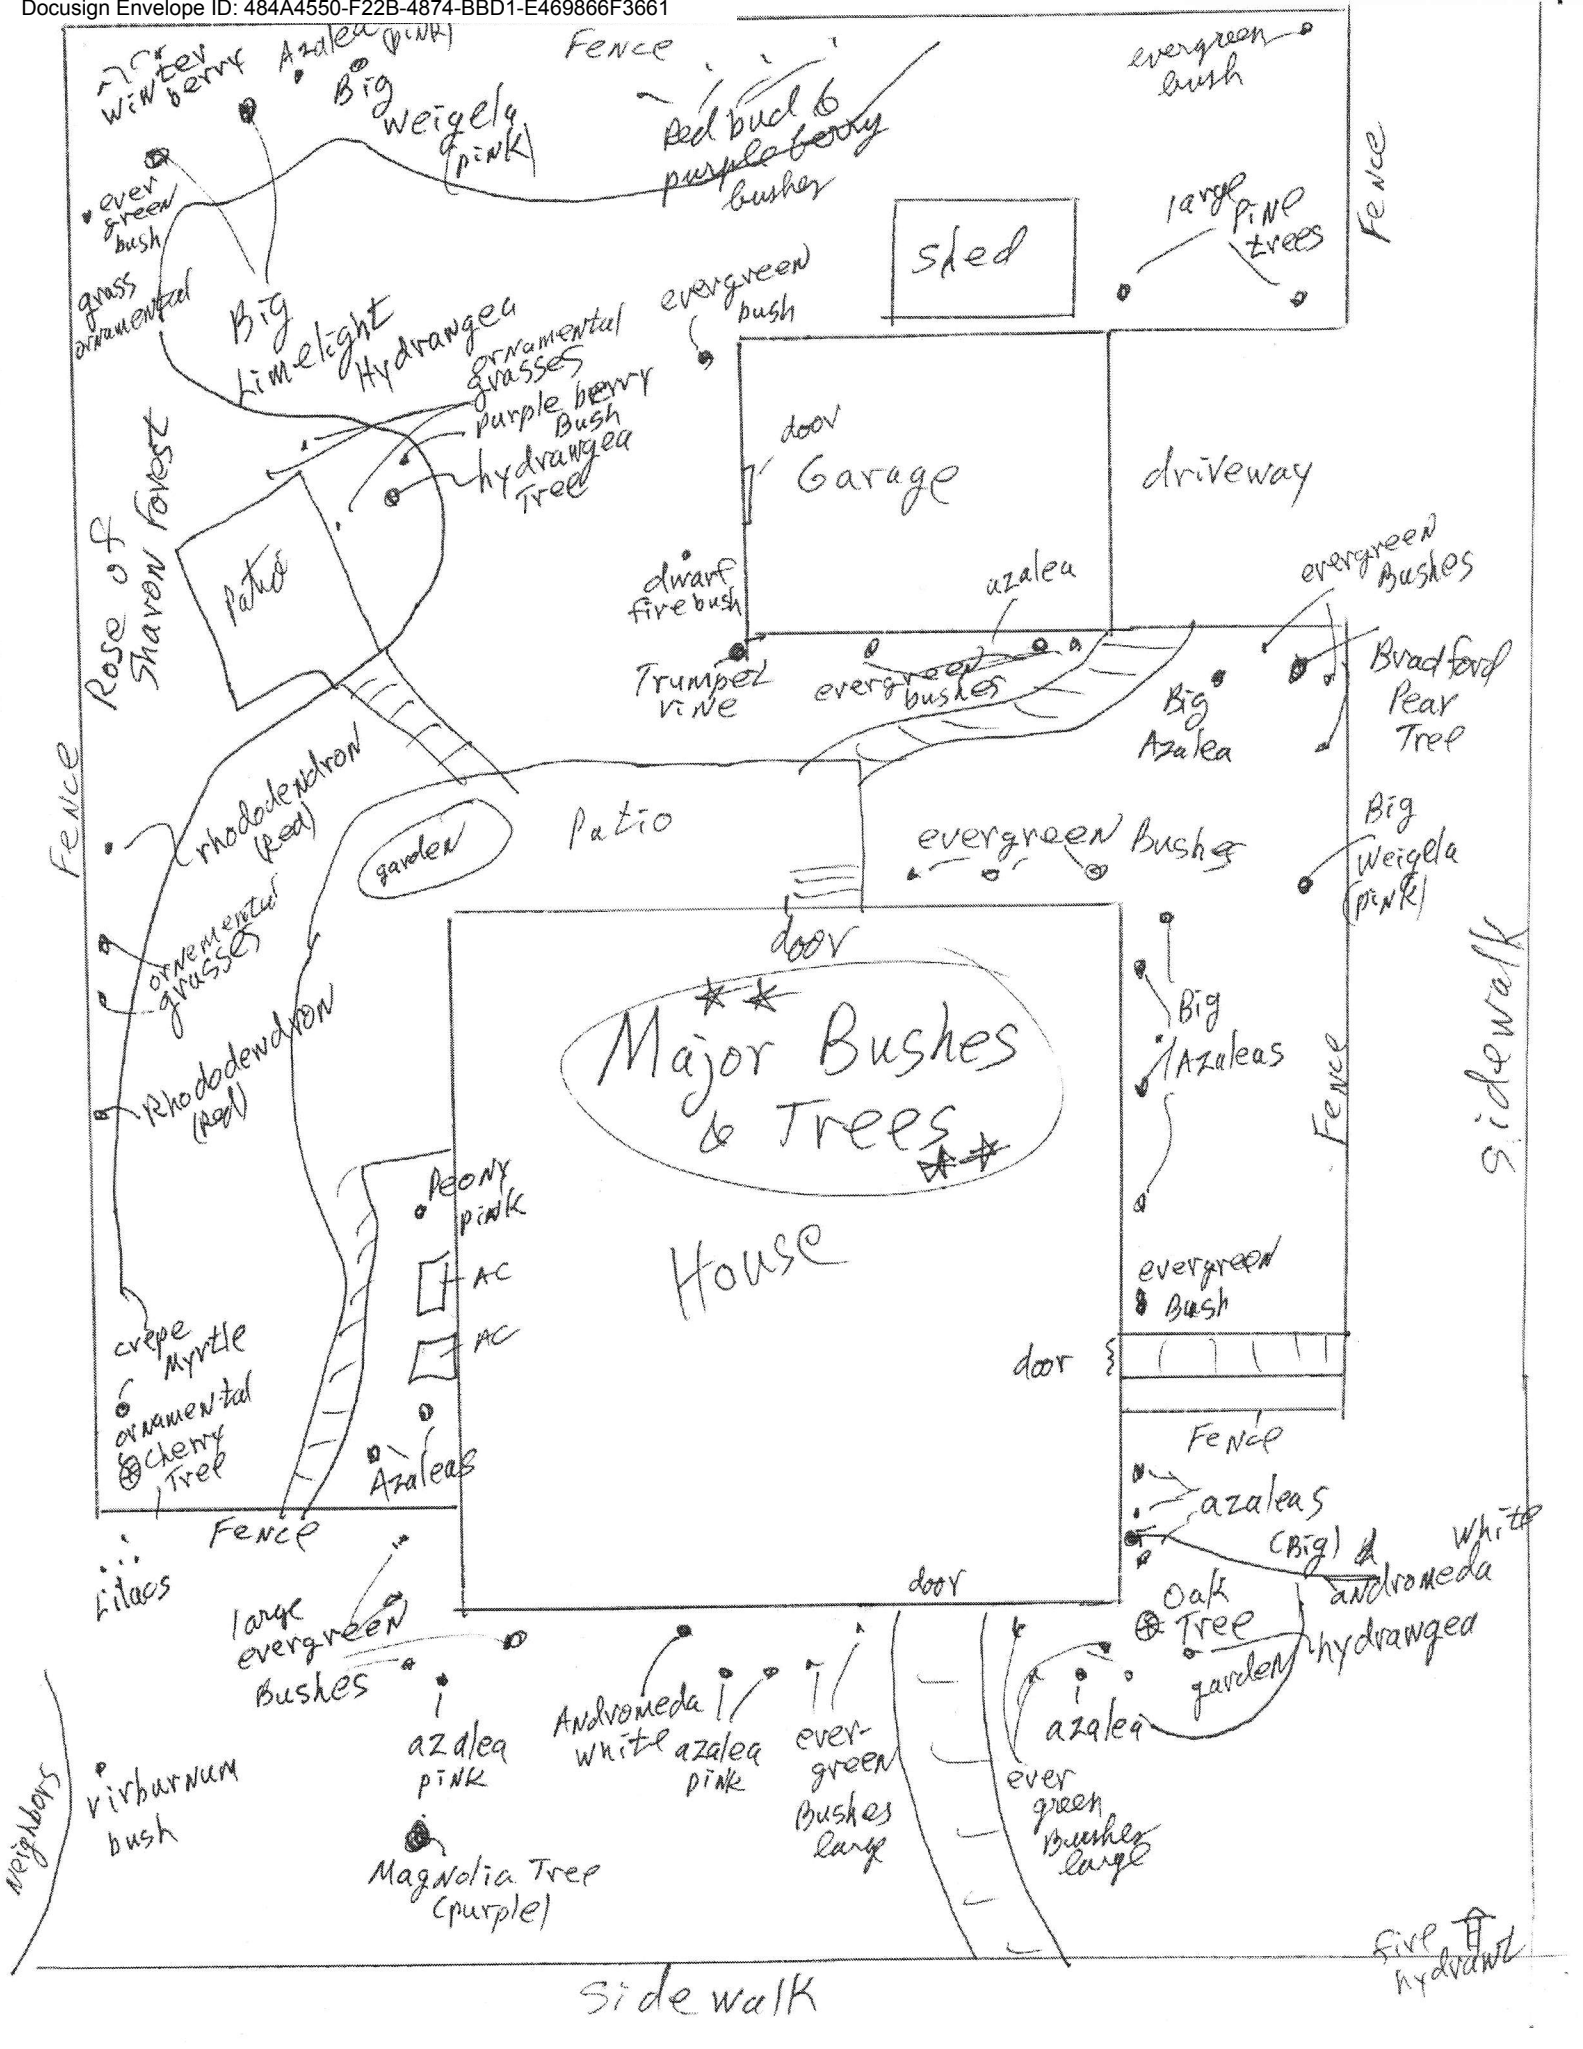 Docusign Envelope ID: 484A4550-F22B-4874-BBD1-E469866F3661
winter
berry
Azalea (pink)
Big
Weigela
(pink)
Fence
Red bud &
purple berry
bushes
evergreen
bush
Fence
ever
green
bush
grass
ornamental
Big
Limelight
Hydrangea
evergreen
bush
shed
large
Pine
trees
ornamental
grasses
purple berry
Bush
hydrangea
Tree
door
Garage
driveway
Rose of
Sharon Forest
Patio
dwarf
fire bush
azalea
evergreen
Bushes
Trumpet
vine
evergreen
bushes
Big
Azalea
Bradford
Pear
Tree
Fence
rhododendron
(Red)
garden
Patio
evergreen Bushes
Big
Weigela
(pink)
ornemental
grasses
door
Rhododendron
(Red)
** 
Major Bushes
& Trees
**
Big
Azaleas
Fence
Sidewalk
Peony
pink
AC
AC
House
evergreen
Bush
door
crepe
Myrtle
ornamental
Cherry
Tree
Azaleas
Fence
Fence
azaleas
(Big)
White
andromeda
Lilacs
door
Oak
Tree
hydrangea
garden
large
evergreen
Bushes
azalea
pink
Andromeda
white
azalea
pink
ever-
green
Bushes
large
azalea
ever
green
Bushes
large
Neighbors
virburnum
bush
Magnolia Tree
(purple)
fire
hydrant
Sidewalk